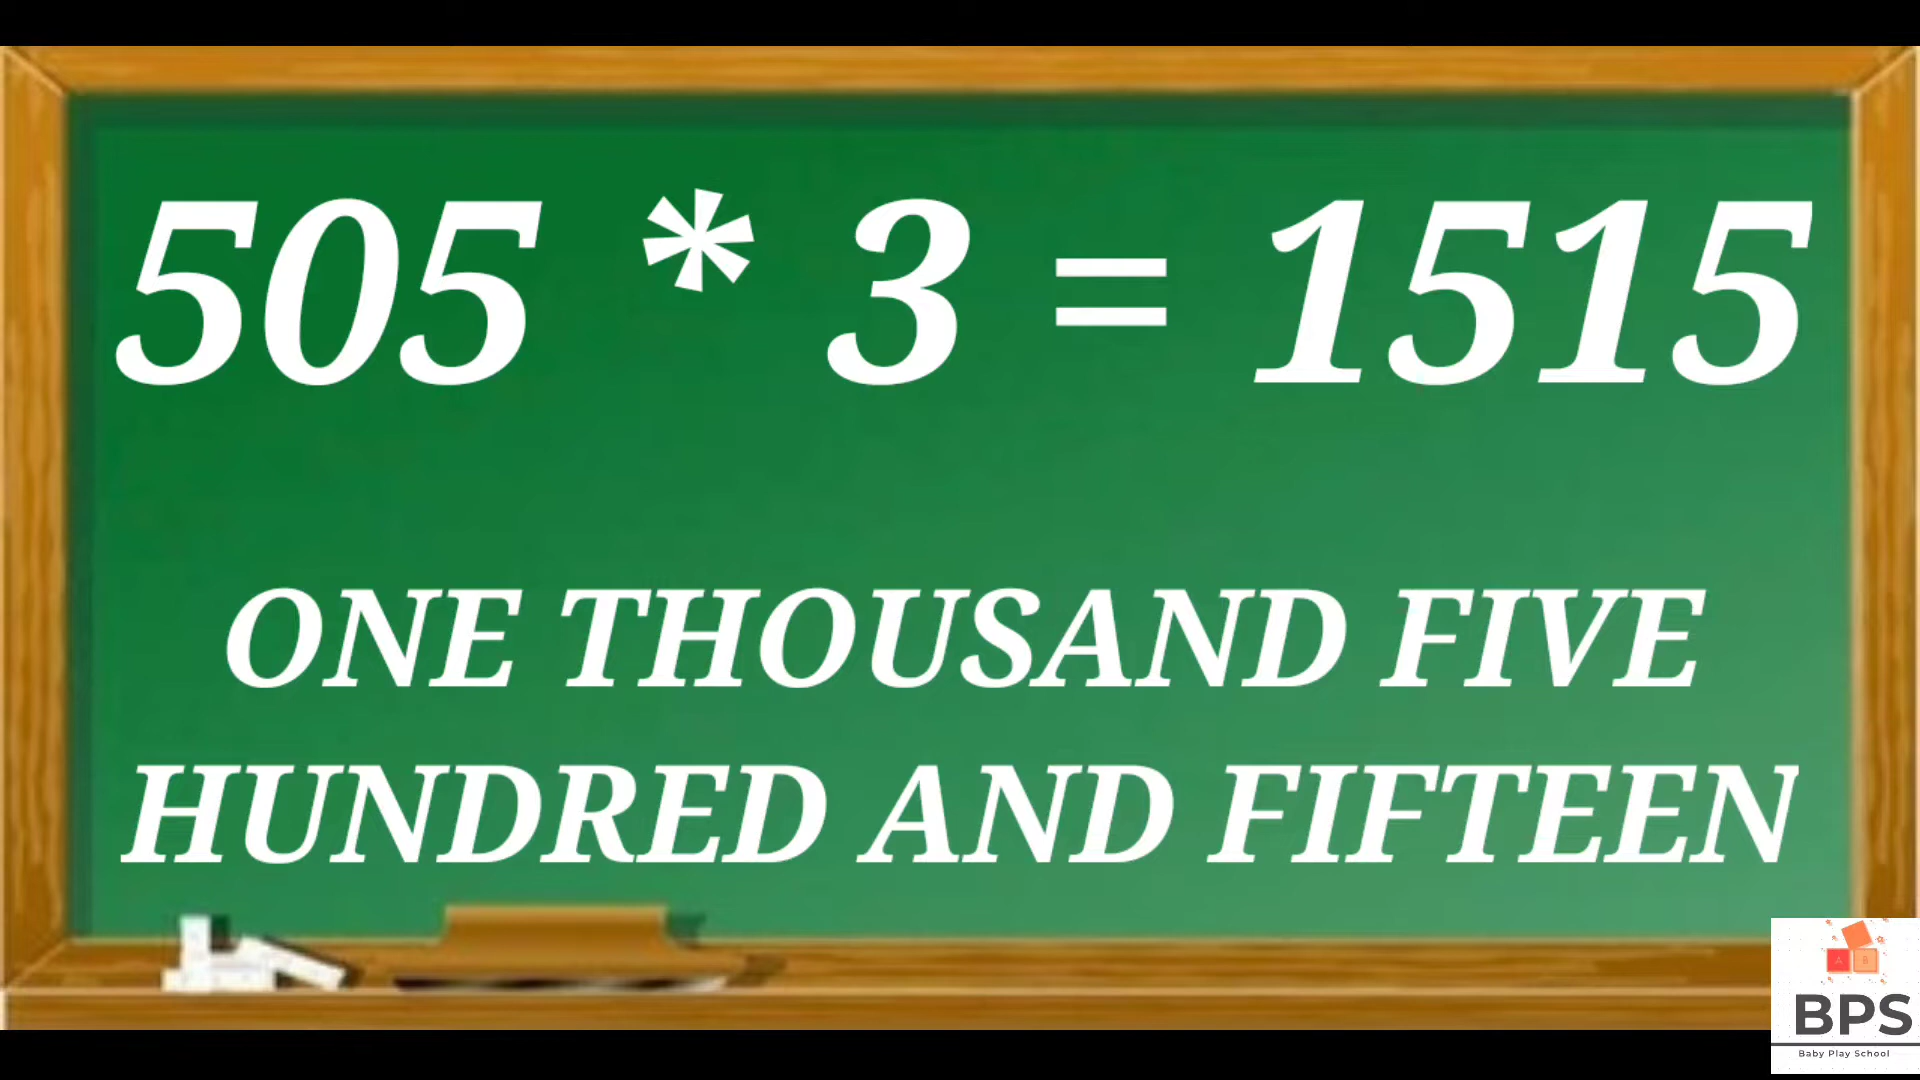 505 * 3 = 1515
ONE THOUSAND FIVE
HUNDRED AND FIFTEEN
A B
BPS
Baby Play School